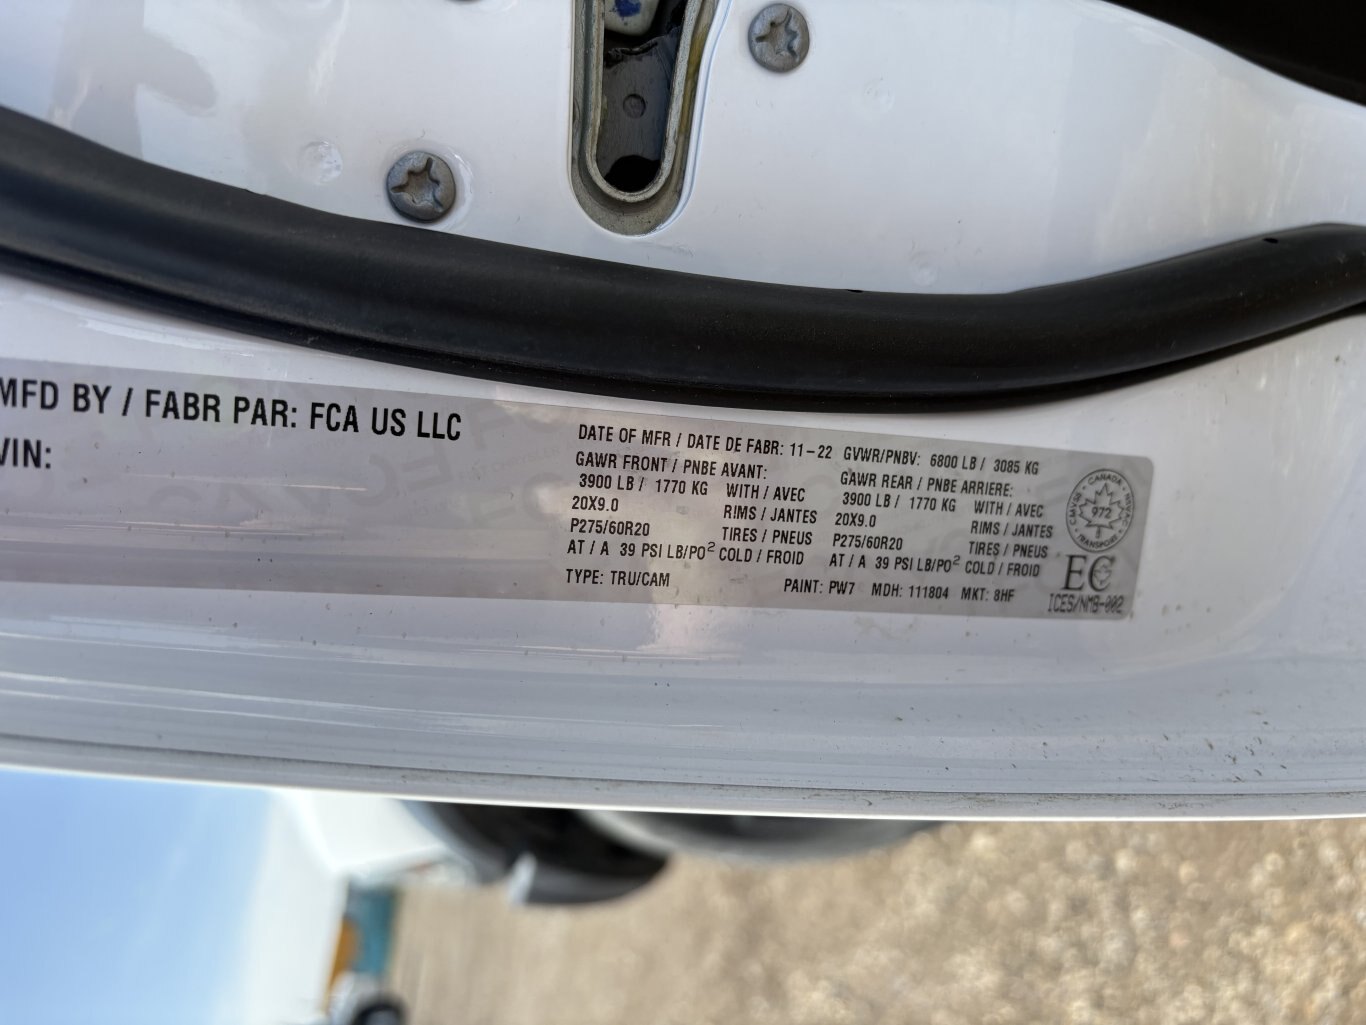 MFD BY / FABR PAR: FCA US LLC
VIN:
DATE OF MFR / DATE DE FABR: 11-22 GVWR/PNBV: 6800 LB / 3085 KG
GAWR FRONT / PNBE AVANT:
3900 LB / 1770 KG WITH / AVEC
20X9.0 RIMS / JANTES
P275/60R20 TIRES / PNEUS
AT / A 39 PSI LB/PO² COLD / FROID
GAWR REAR / PNBE ARRIERE:
3900 LB / 1770 KG WITH / AVEC
20X9.0 RIMS / JANTES
P275/60R20 TIRES / PNEUS
AT / A 39 PSI LB/PO² COLD / FROID
TYPE: TRU/CAM PAINT: PW7 MDH: 111804 MKT: 8HF
CANADA
CMVSS NSVAC
972
TRANSPORT
EC
ICES/NMB-002